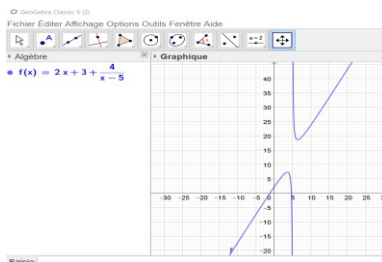 GeoGebra Classic 5 (2)
Fichier Éditer Affichage Options Outils Fenêtre Aide
A
x=2
Algèbre
Graphique
f(x) = 2 x + 3 + 4 / x − 5
40
35
30
25
20
15
10
5
-30 -25 -20 -15 -10 -5 0 5 10 15 20 25
-5
-10
-15
-20
f
Saisie: